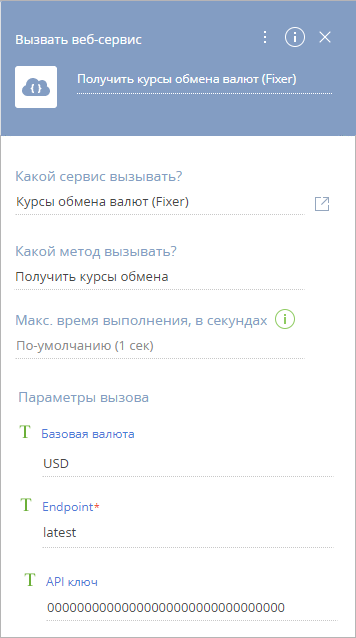 Вызвать веб-сервис
Получить курсы обмена валют (Fixer)
Какой сервис вызывать?
Курсы обмена валют (Fixer)
Какой метод вызывать?
Получить курсы обмена
Макс. время выполнения, в секундах
По-умолчанию (1 сек)
Параметры вызова
T Базовая валюта
USD
T Endpoint*
latest
T API ключ
00000000000000000000000000000000